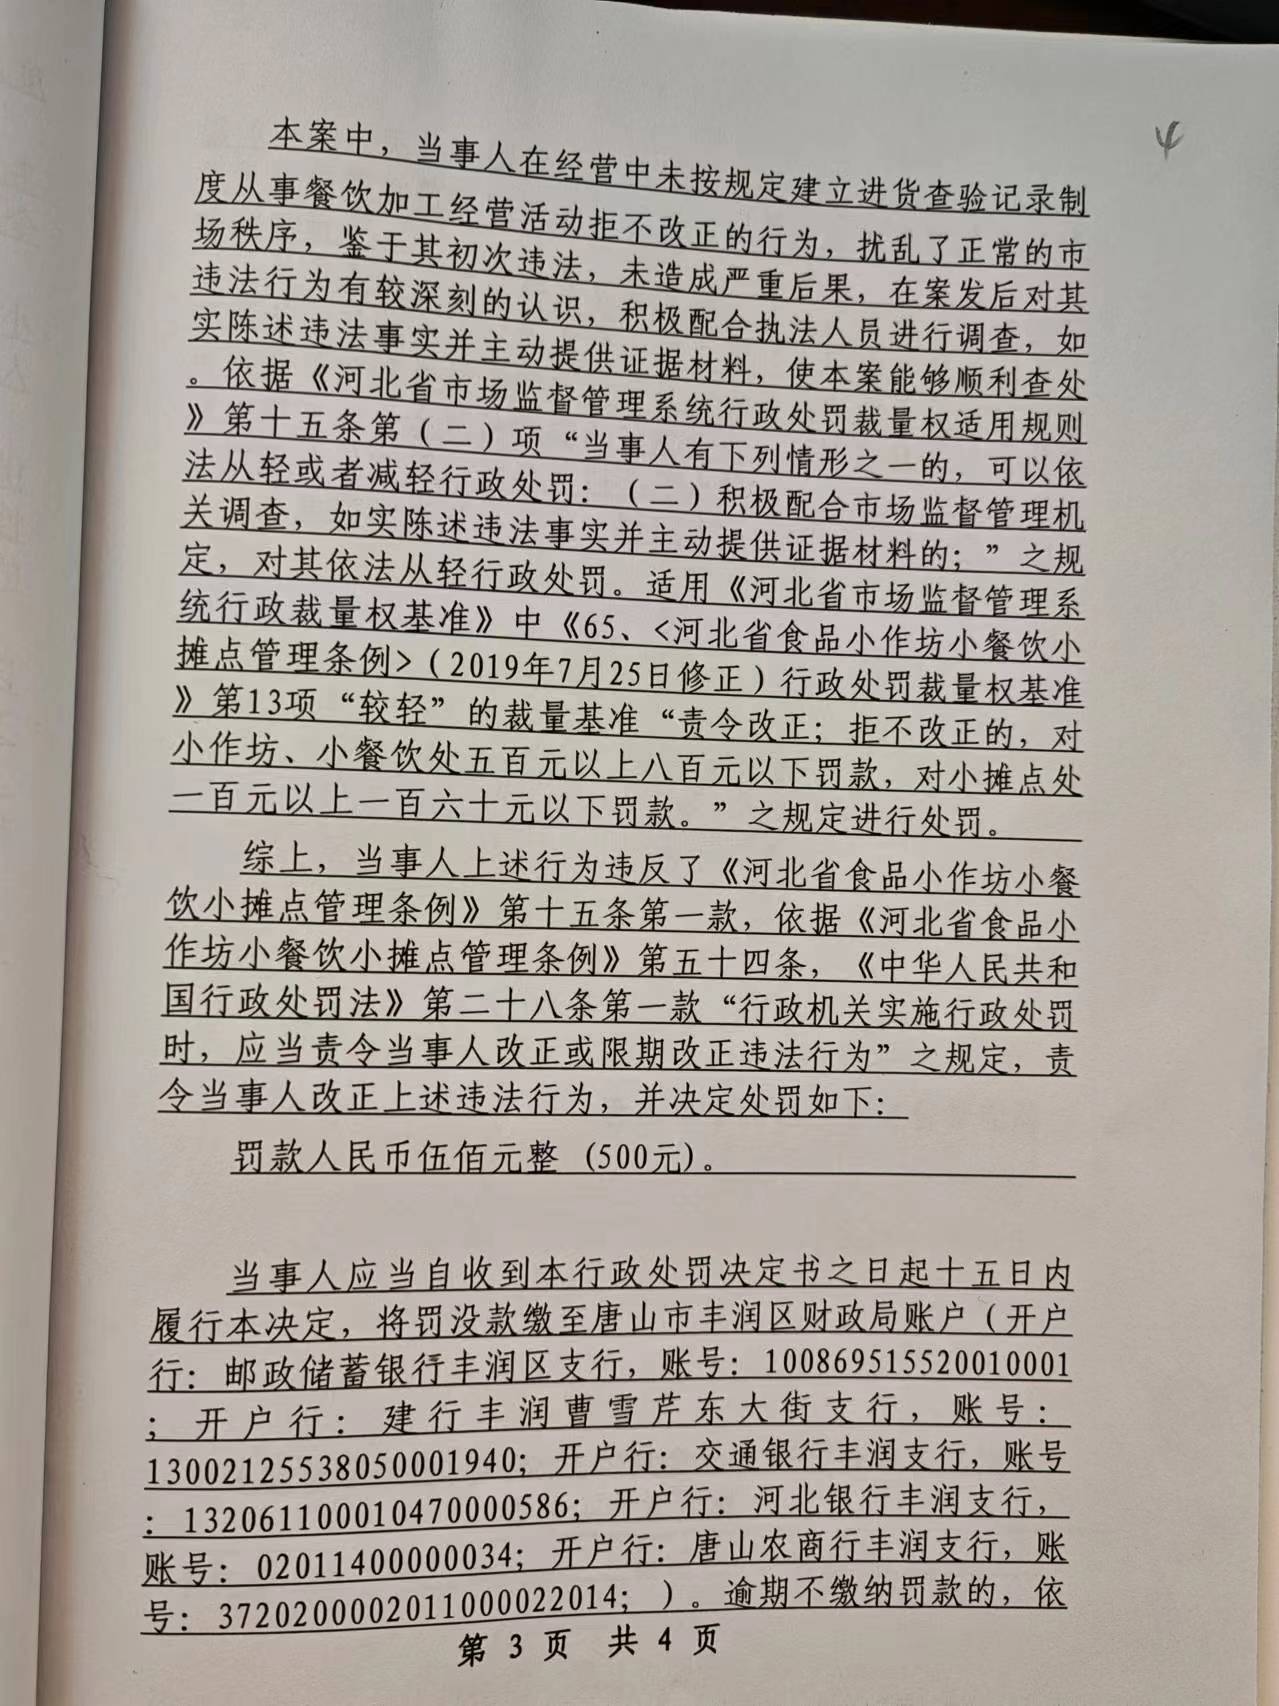 4
本案中，当事人在经营中未按规定建立进货查验记录制
度从事餐饮加工经营活动拒不改正的行为，扰乱了正常的市
场秩序，鉴于其初次违法，未造成严重后果，在案发后对其
违法行为有较深刻的认识，积极配合执法人员进行调查，如
实陈述违法事实并主动提供证据材料，使本案能够顺利查处
。依据《河北省市场监督管理系统行政处罚裁量权适用规则
》第十五条第（二）项“当事人有下列情形之一的，可以依
法从轻或者减轻行政处罚：（二）积极配合市场监督管理机
关调查，如实陈述违法事实并主动提供证据材料的；”之规
定，对其依法从轻行政处罚。适用《河北省市场监督管理系
统行政裁量权基准》中《65、<河北省食品小作坊小餐饮小
摊点管理条例>（2019年7月25日修正）行政处罚裁量权基准
》第13项“较轻”的裁量基准“责令改正；拒不改正的，对
小作坊、小餐饮处五百元以上八百元以下罚款，对小摊点处
一百元以上一百六十元以下罚款。”之规定进行处罚。
综上，当事人上述行为违反了《河北省食品小作坊小餐
饮小摊点管理条例》第十五条第一款，依据《河北省食品小
作坊小餐饮小摊点管理条例》第五十四条，《中华人民共和
国行政处罚法》第二十八条第一款“行政机关实施行政处罚
时，应当责令当事人改正或限期改正违法行为”之规定，责
令当事人改正上述违法行为，并决定处罚如下：
罚款人民币伍佰元整（500元）。
当事人应当自收到本行政处罚决定书之日起十五日内
履行本决定，将罚没款缴至唐山市丰润区财政局账户（开户
行：邮政储蓄银行丰润区支行，账号：100869515520010001
；开户行：建行丰润曹雪芹东大街支行，账号：
13002125538050001940；开户行：交通银行丰润支行，账号
：132061100010470000586；开户行：河北银行丰润支行，
账号：02011400000034；开户行：唐山农商行丰润支行，账
号：3720200002011000022014；）。逾期不缴纳罚款的，依
第 3 页 共 4 页